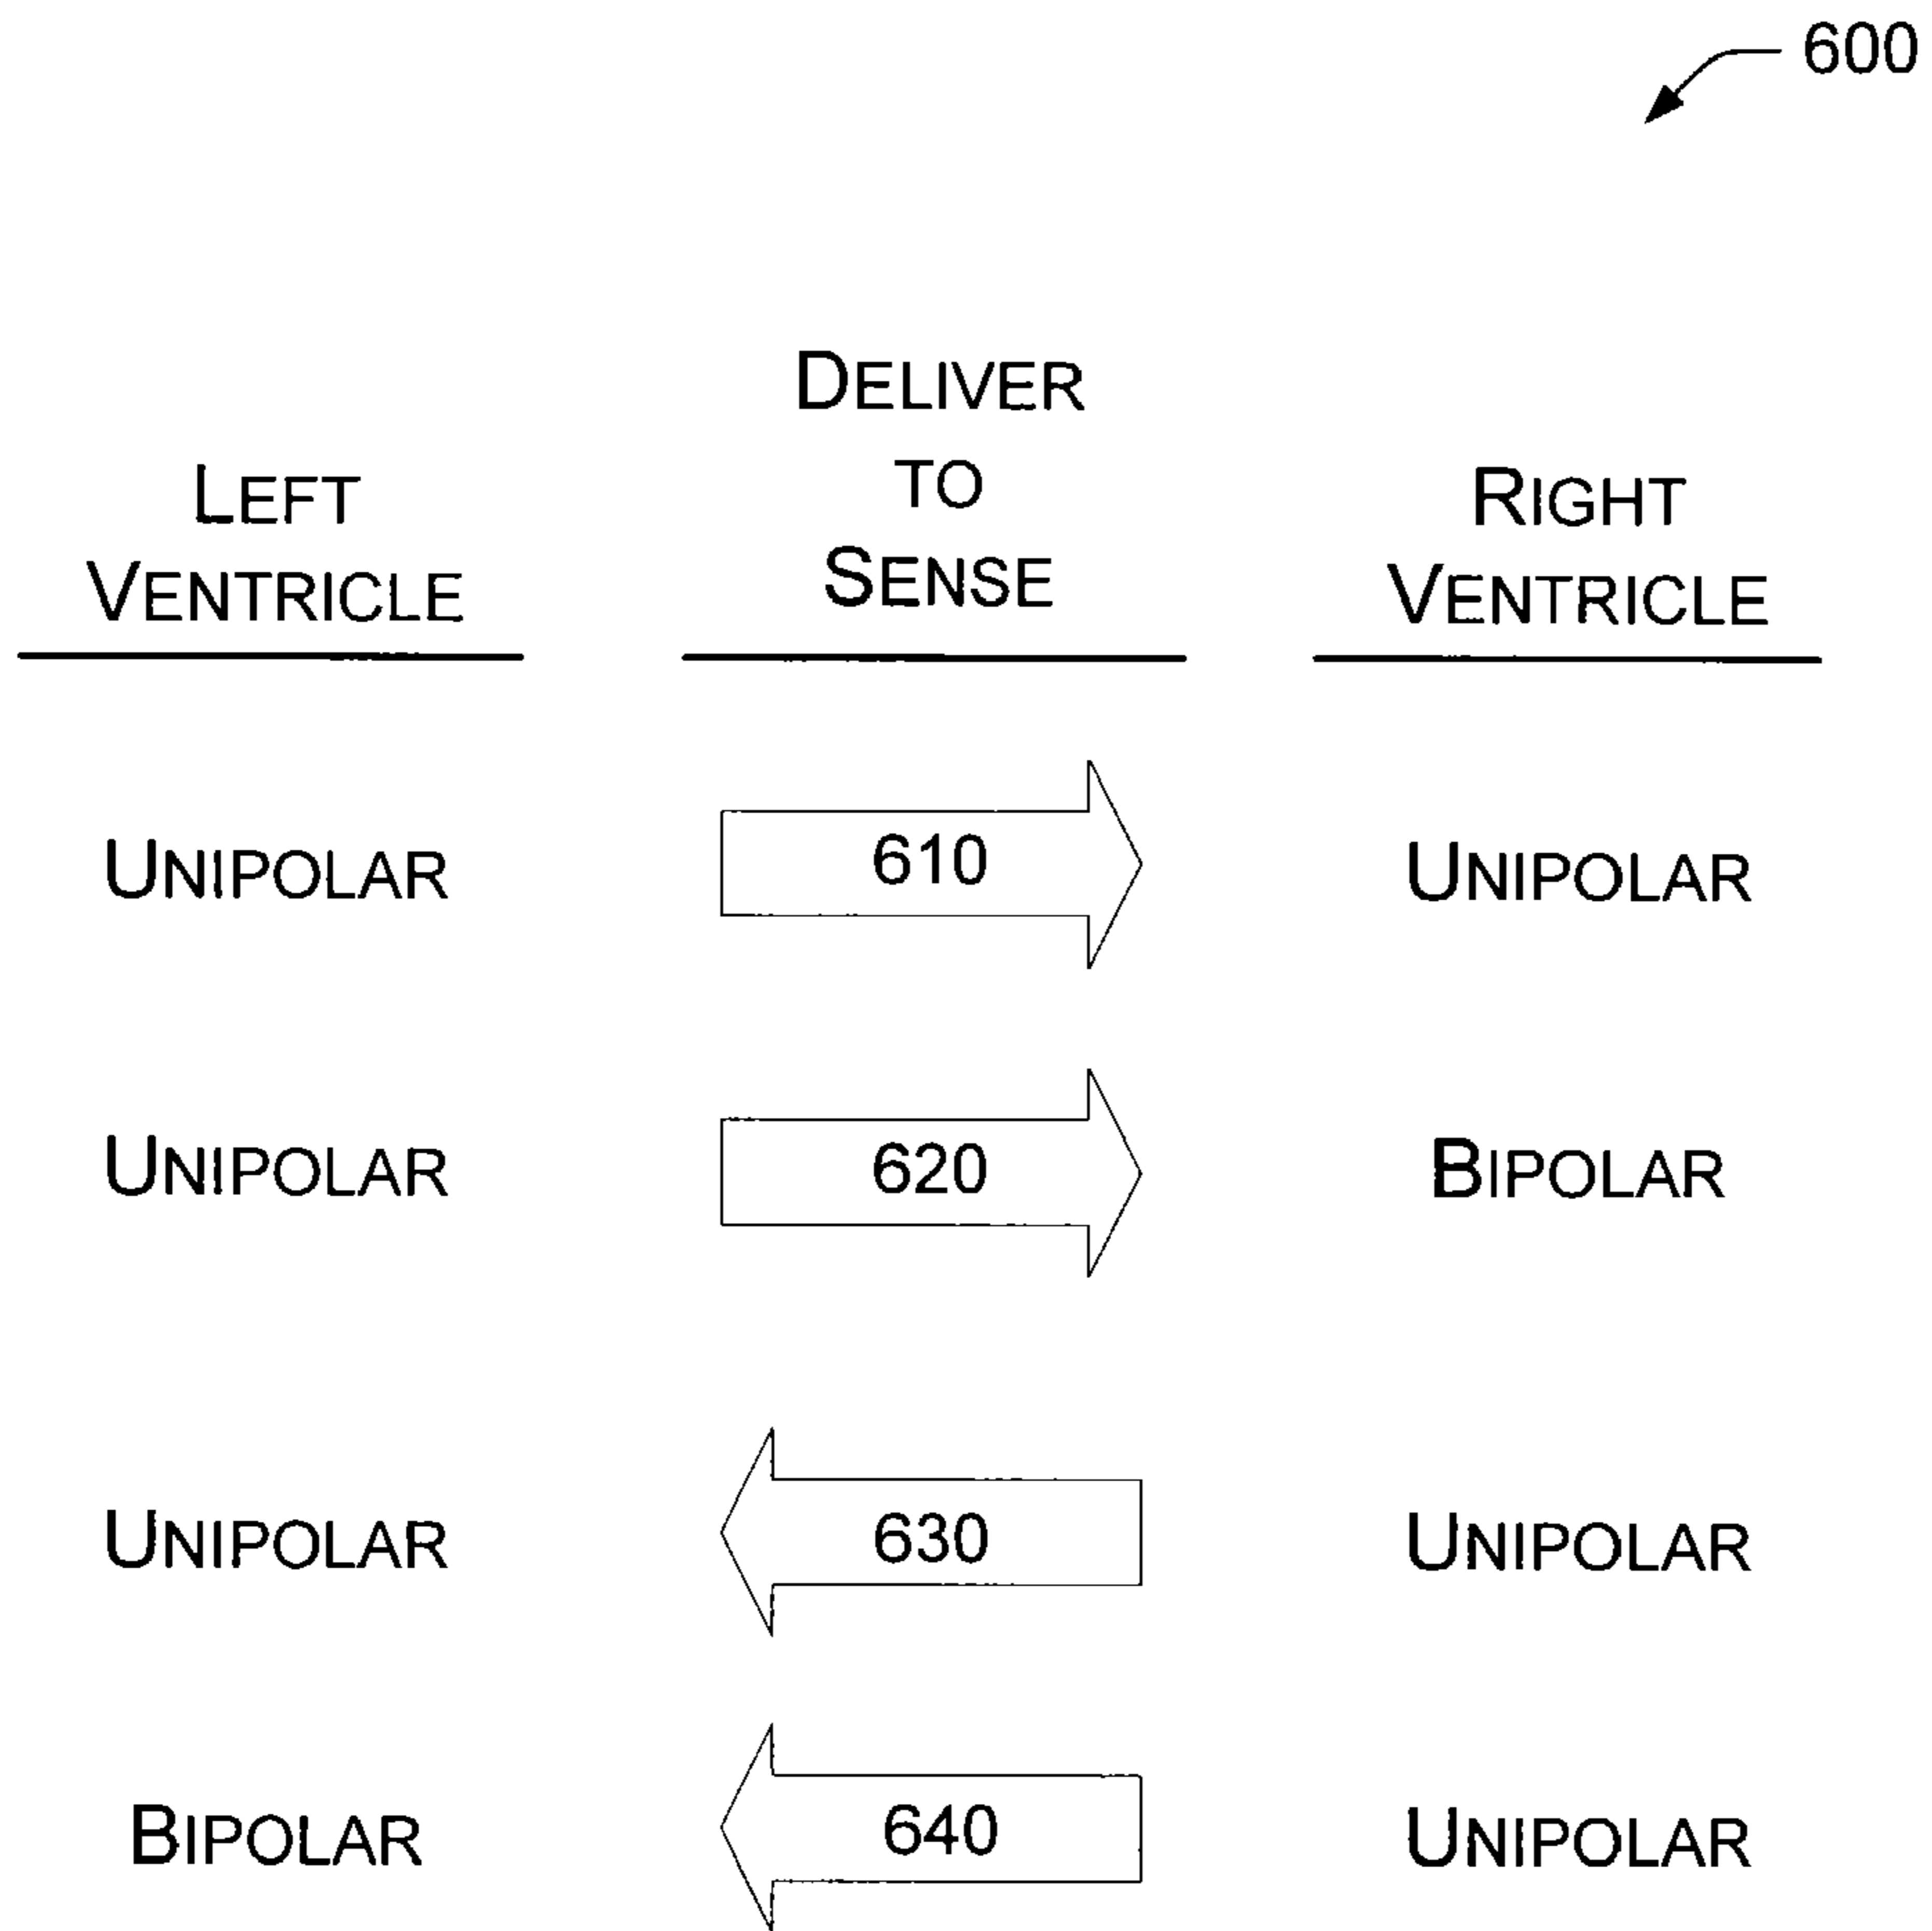 600
LEFT
VENTRICLE
DELIVER
TO
SENSE
RIGHT
VENTRICLE
UNIPOLAR 610 UNIPOLAR
UNIPOLAR 620 BIPOLAR
UNIPOLAR 630 UNIPOLAR
BIPOLAR 640 UNIPOLAR